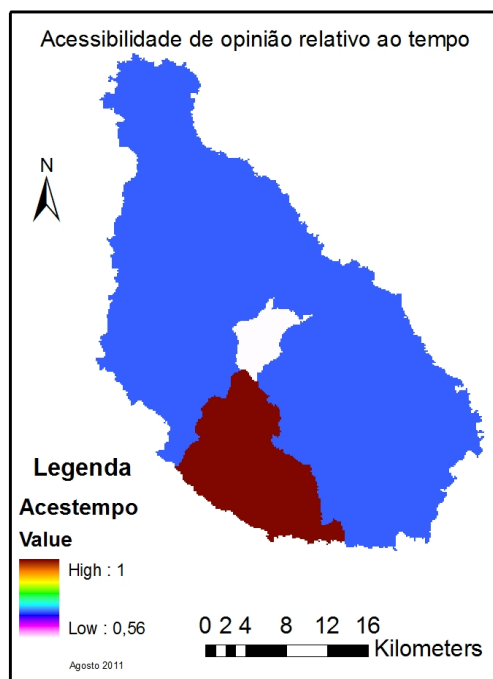 Acessibilidade de opinião relativo ao tempo
N
Legenda
Acestempo
Value
High : 1
Low : 0,56
0 2 4 8 12 16
Kilometers
Agosto 2011